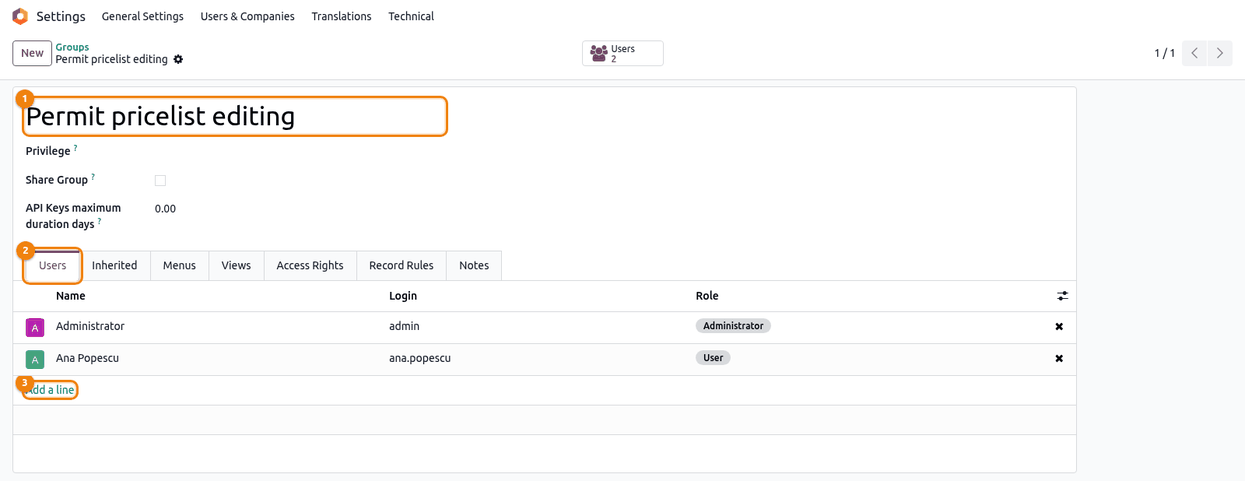 Settings General Settings Users & Companies Translations Technical
New Groups Users 1 / 1
Permit pricelist editing 2
1
Permit pricelist editing
Privilege ?
Share Group ?
API Keys maximum 0.00
duration days ?
2
Users Inherited Menus Views Access Rights Record Rules Notes
Name Login Role
A Administrator admin Administrator
A Ana Popescu ana.popescu User
3
Add a line